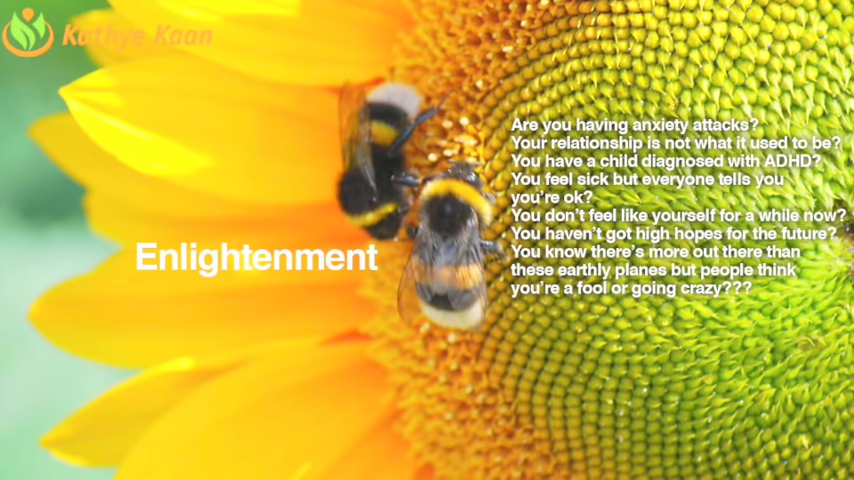 Kathye Kaan
Enlightenment
Are you having anxiety attacks?
Your relationship is not what it used to be?
You have a child diagnosed with ADHD?
You feel sick but everyone tells you
you're ok?
You don't feel like yourself for a while now?
You haven't got high hopes for the future?
You know there's more out there than
these earthly planes but people think
you're a fool or going crazy???